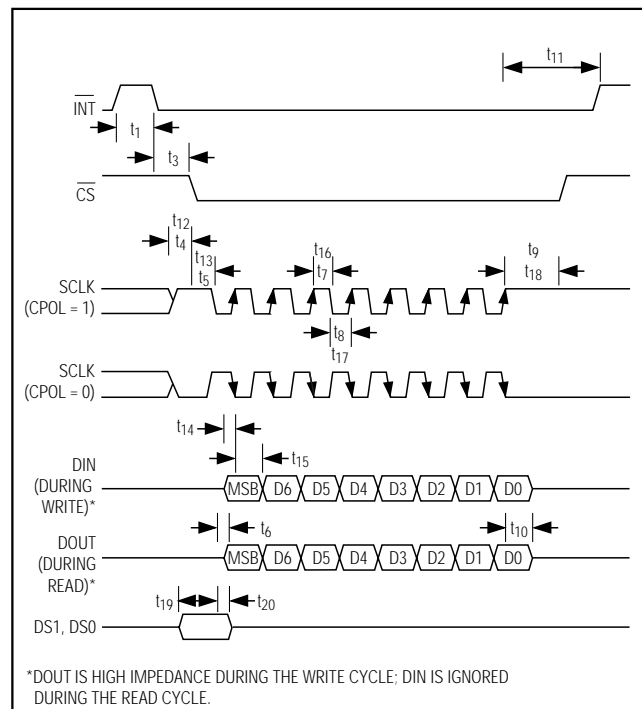 t11
INT
t1
t3
CS
t12
t4
t13
t5
t16
t7
t9
t18
SCLK
(CPOL = 1)
t8
t17
SCLK
(CPOL = 0)
t14
t15
DIN
(DURING
WRITE)*
MSB D6 D5 D4 D3 D2 D1 D0
t6
t10
DOUT
(DURING
READ)*
MSB D6 D5 D4 D3 D2 D1 D0
t19
t20
DS1, DS0
*DOUT IS HIGH IMPEDANCE DURING THE WRITE CYCLE; DIN IS IGNORED
DURING THE READ CYCLE.